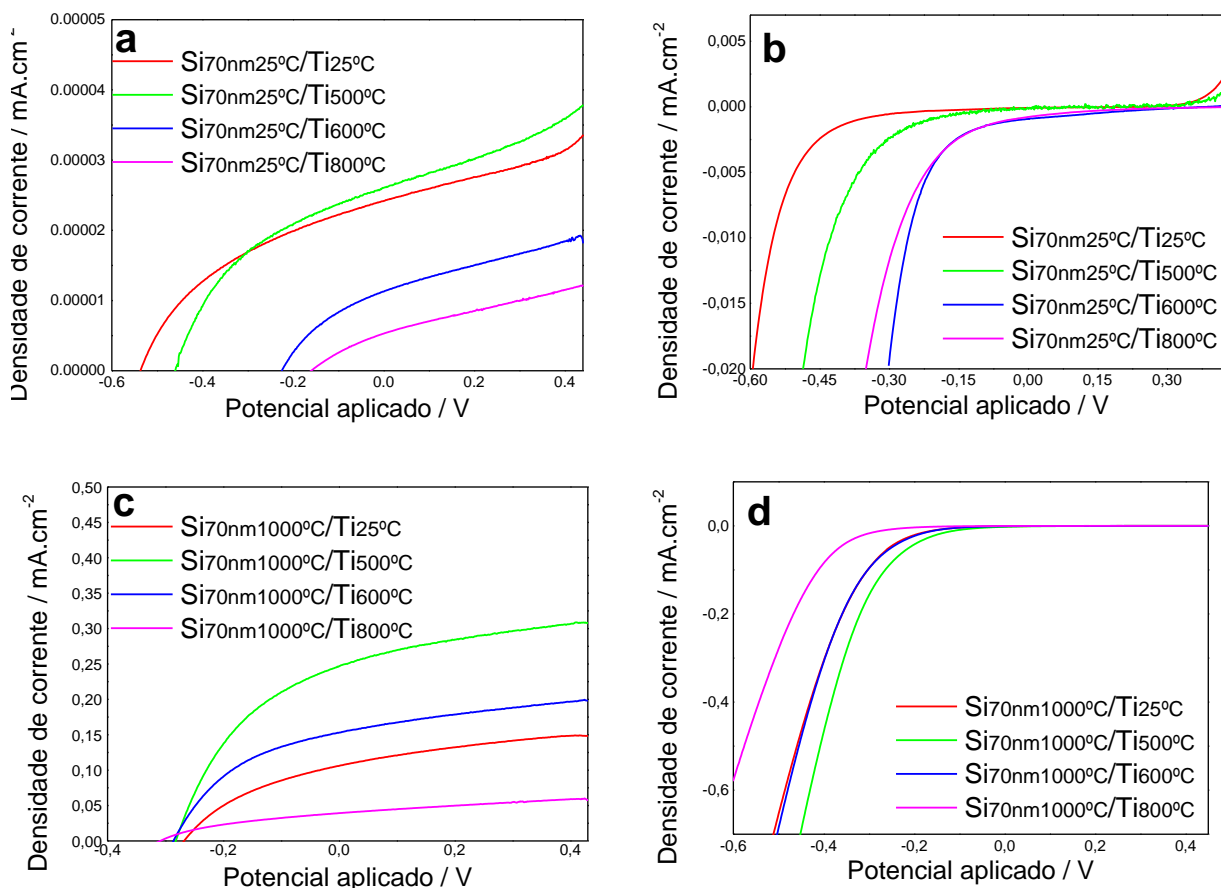 a
Si70nm25ºC/Ti25ºC
Si70nm25ºC/Ti500ºC
Si70nm25ºC/Ti600ºC
Si70nm25ºC/Ti800ºC
0.00005
0.00004
0.00003
0.00002
0.00001
0.00000
-0.6 -0.4 -0.2 0.0 0.2 0.4
Densidade de corrente / mA.cm-2
Potencial aplicado / V
b
0,005
0,000
-0,005
-0,010
-0,015
-0,020
Si70nm25ºC/Ti25ºC
Si70nm25ºC/Ti500ºC
Si70nm25ºC/Ti600ºC
Si70nm25ºC/Ti800ºC
-0,60 -0,45 -0,30 -0,15 0,00 0,15 0,30
Densidade de corrente / mA.cm-2
Potencial aplicado / V
c
Si70nm1000ºC/Ti25ºC
Si70nm1000ºC/Ti500ºC
Si70nm1000ºC/Ti600ºC
Si70nm1000ºC/Ti800ºC
0,50
0,45
0,40
0,35
0,30
0,25
0,20
0,15
0,10
0,05
0,00
-0,4 -0,2 0,0 0,2 0,4
Densidade de corrente / mA.cm-2
Potencial aplicado / V
d
0,0
-0,2
-0,4
-0,6
Si70nm1000ºC/Ti25ºC
Si70nm1000ºC/Ti500ºC
Si70nm1000ºC/Ti600ºC
Si70nm1000ºC/Ti800ºC
-0,6 -0,4 -0,2 0,0 0,2 0,4
Densidade de corrente / mA.cm-2
Potencial aplicado / V